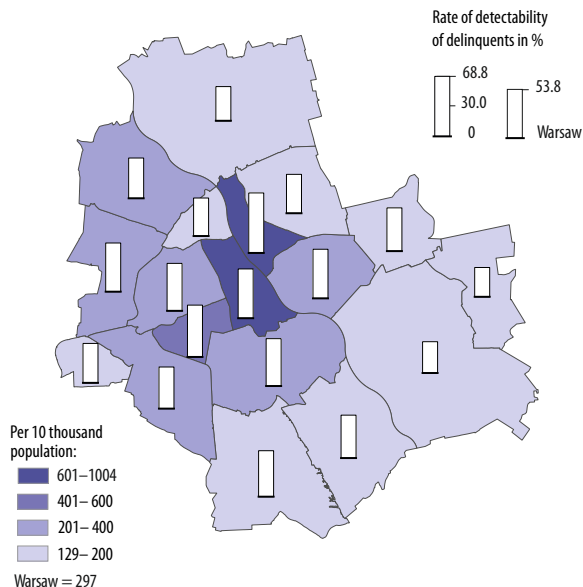 Rate of detectability
of delinquents in %
68.8
30.0
0
53.8
Warsaw
Per 10 thousand
population:
601–1004
401– 600
201– 400
129– 200
Warsaw = 297